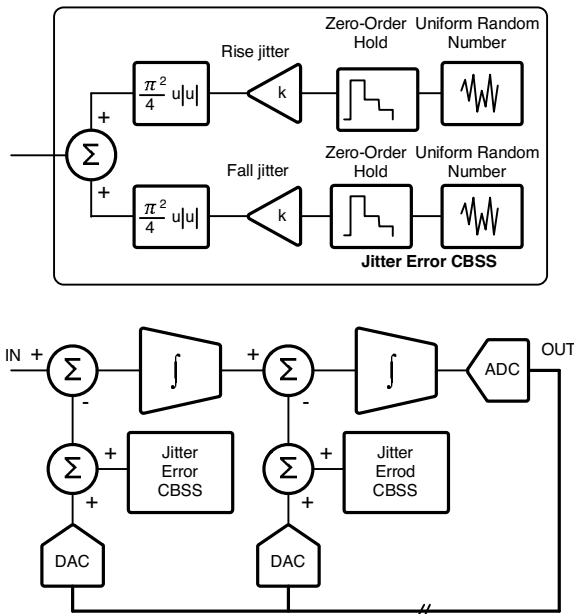 Zero-Order
Hold
Uniform Random
Number
Rise jitter
π²/4 u|u|
k
+
Σ
+
Fall jitter
Zero-Order
Hold
Uniform Random
Number
π²/4 u|u|
k
Jitter Error CBSS
IN
+
Σ
∫
+
Σ
∫
ADC
OUT
-
-
Σ
+
Jitter
Error
CBSS
Σ
+
Jitter
Errod
CBSS
+
+
DAC
DAC